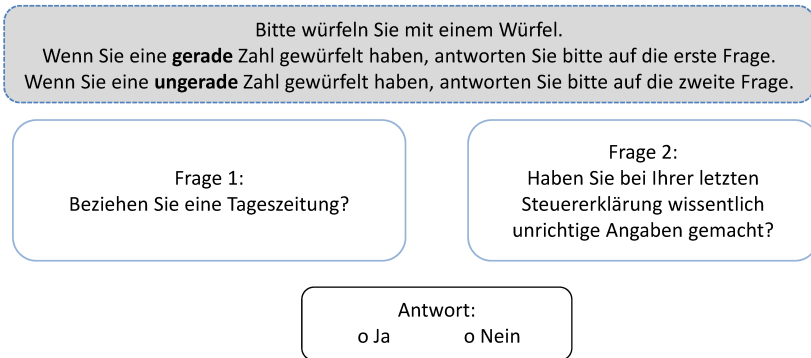 Bitte würfeln Sie mit einem Würfel.
Wenn Sie eine gerade Zahl gewürfelt haben, antworten Sie bitte auf die erste Frage.
Wenn Sie eine ungerade Zahl gewürfelt haben, antworten Sie bitte auf die zweite Frage.
Frage 1:
Beziehen Sie eine Tageszeitung?
Frage 2:
Haben Sie bei Ihrer letzten
Steuererklärung wissentlich
unrichtige Angaben gemacht?
Antwort:
o Ja o Nein